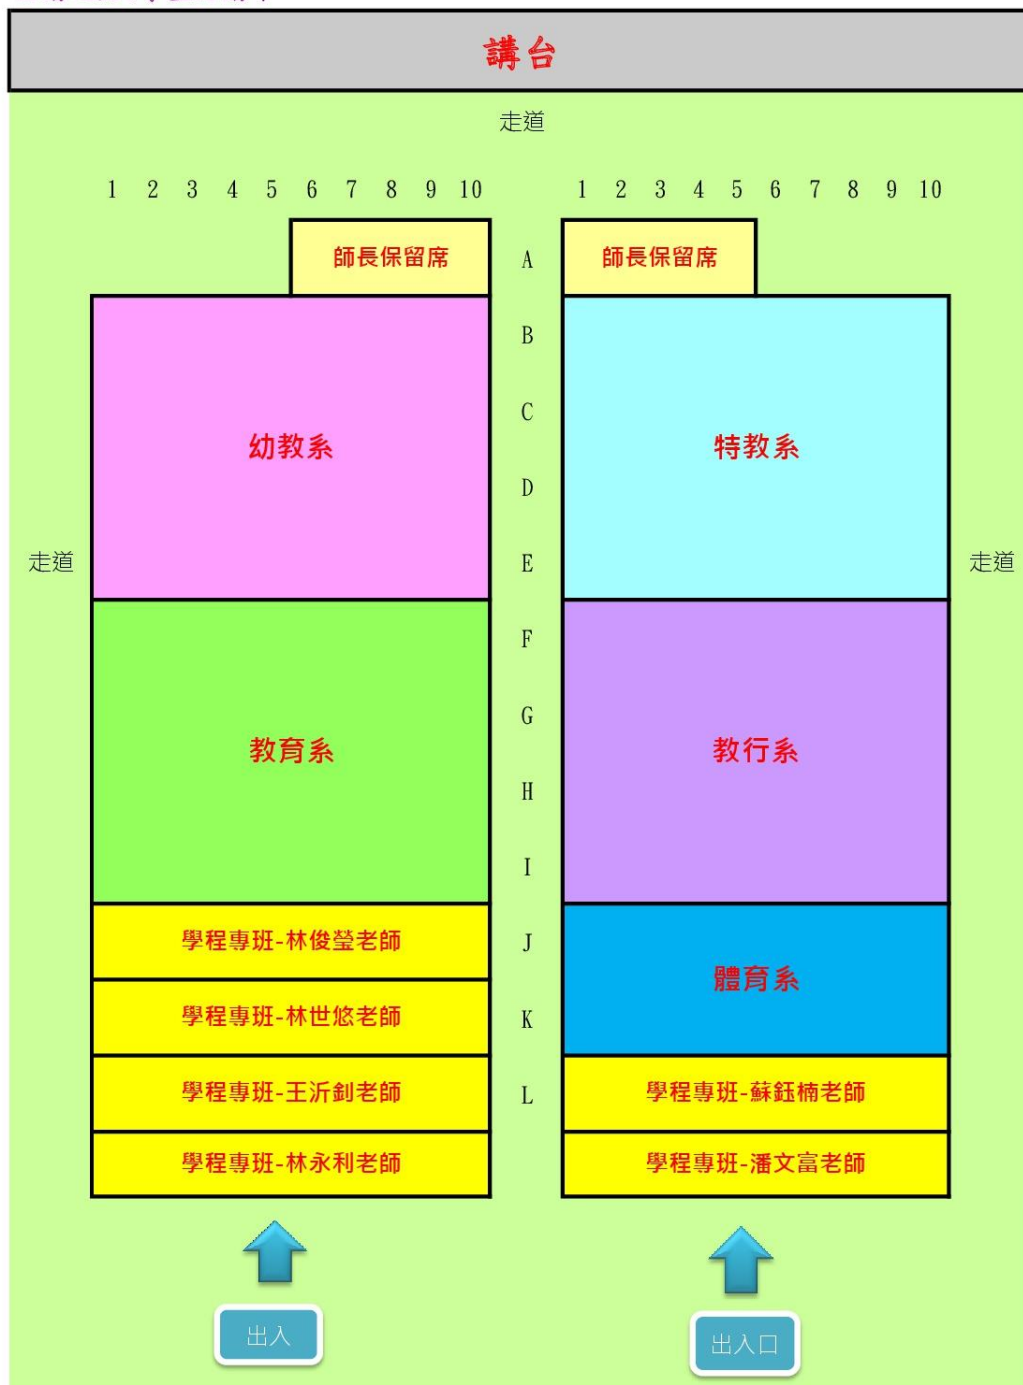 講台
走道
1 2 3 4 5 6 7 8 9 10 1 2 3 4 5 6 7 8 9 10
師長保留席 A 師長保留席
B
C
幼教系 特教系
D
走道 E 走道
F
G
教育系 教行系
H
I
學程專班-林俊瑩老師 J
體育系
學程專班-林世悠老師 K
學程專班-王沂釗老師 L 學程專班-蘇鈺楠老師
學程專班-林永利老師 學程專班-潘文富老師
出入 出入口